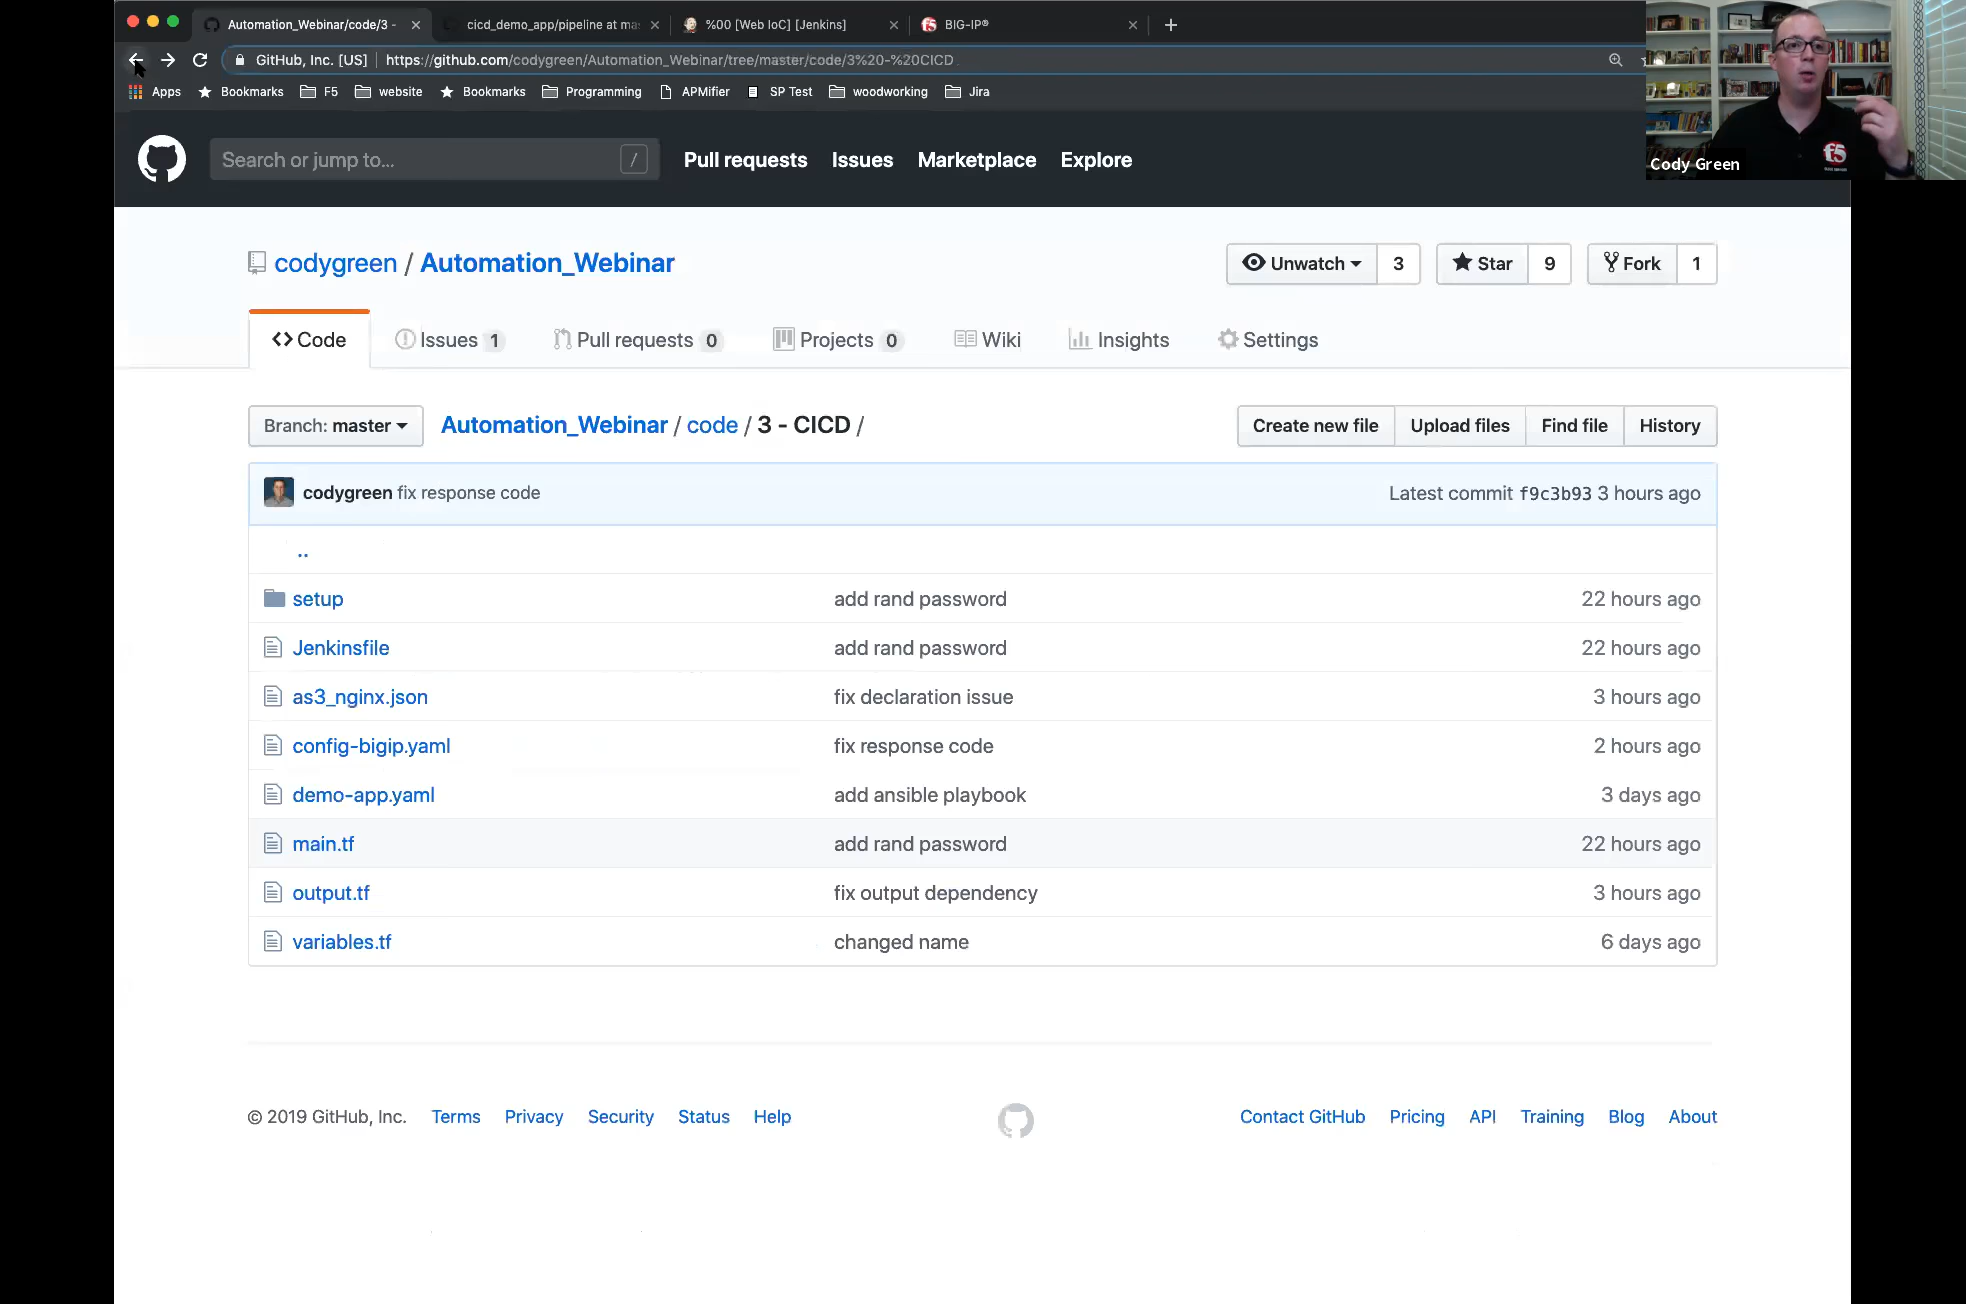 Automation_Webinar/code/3 -
cicd_demo_app/pipeline at ma
%00 [Web IoC] [Jenkins]
BIG-IP®
GitHub, Inc. [US] https://github.com/codygreen/Automation_Webinar/tree/master/code/3%20-%20CICD
Apps Bookmarks F5 website Bookmarks Programming APMifier SP Test woodworking Jira
f5
Cody Green
Search or jump to... /
Pull requests Issues Marketplace Explore
codygreen / Automation_Webinar
Unwatch 3 Star 9 Fork 1
<> Code Issues 1 Pull requests 0 Projects 0 Wiki Insights Settings
Branch: master
Automation_Webinar / code / 3 - CICD /
Create new file Upload files Find file History
codygreen fix response code
Latest commit f9c3b93 3 hours ago
..
setup add rand password 22 hours ago
Jenkinsfile add rand password 22 hours ago
as3_nginx.json fix declaration issue 3 hours ago
config-bigip.yaml fix response code 2 hours ago
demo-app.yaml add ansible playbook 3 days ago
main.tf add rand password 22 hours ago
output.tf fix output dependency 3 hours ago
variables.tf changed name 6 days ago
© 2019 GitHub, Inc. Terms Privacy Security Status Help
Contact GitHub Pricing API Training Blog About